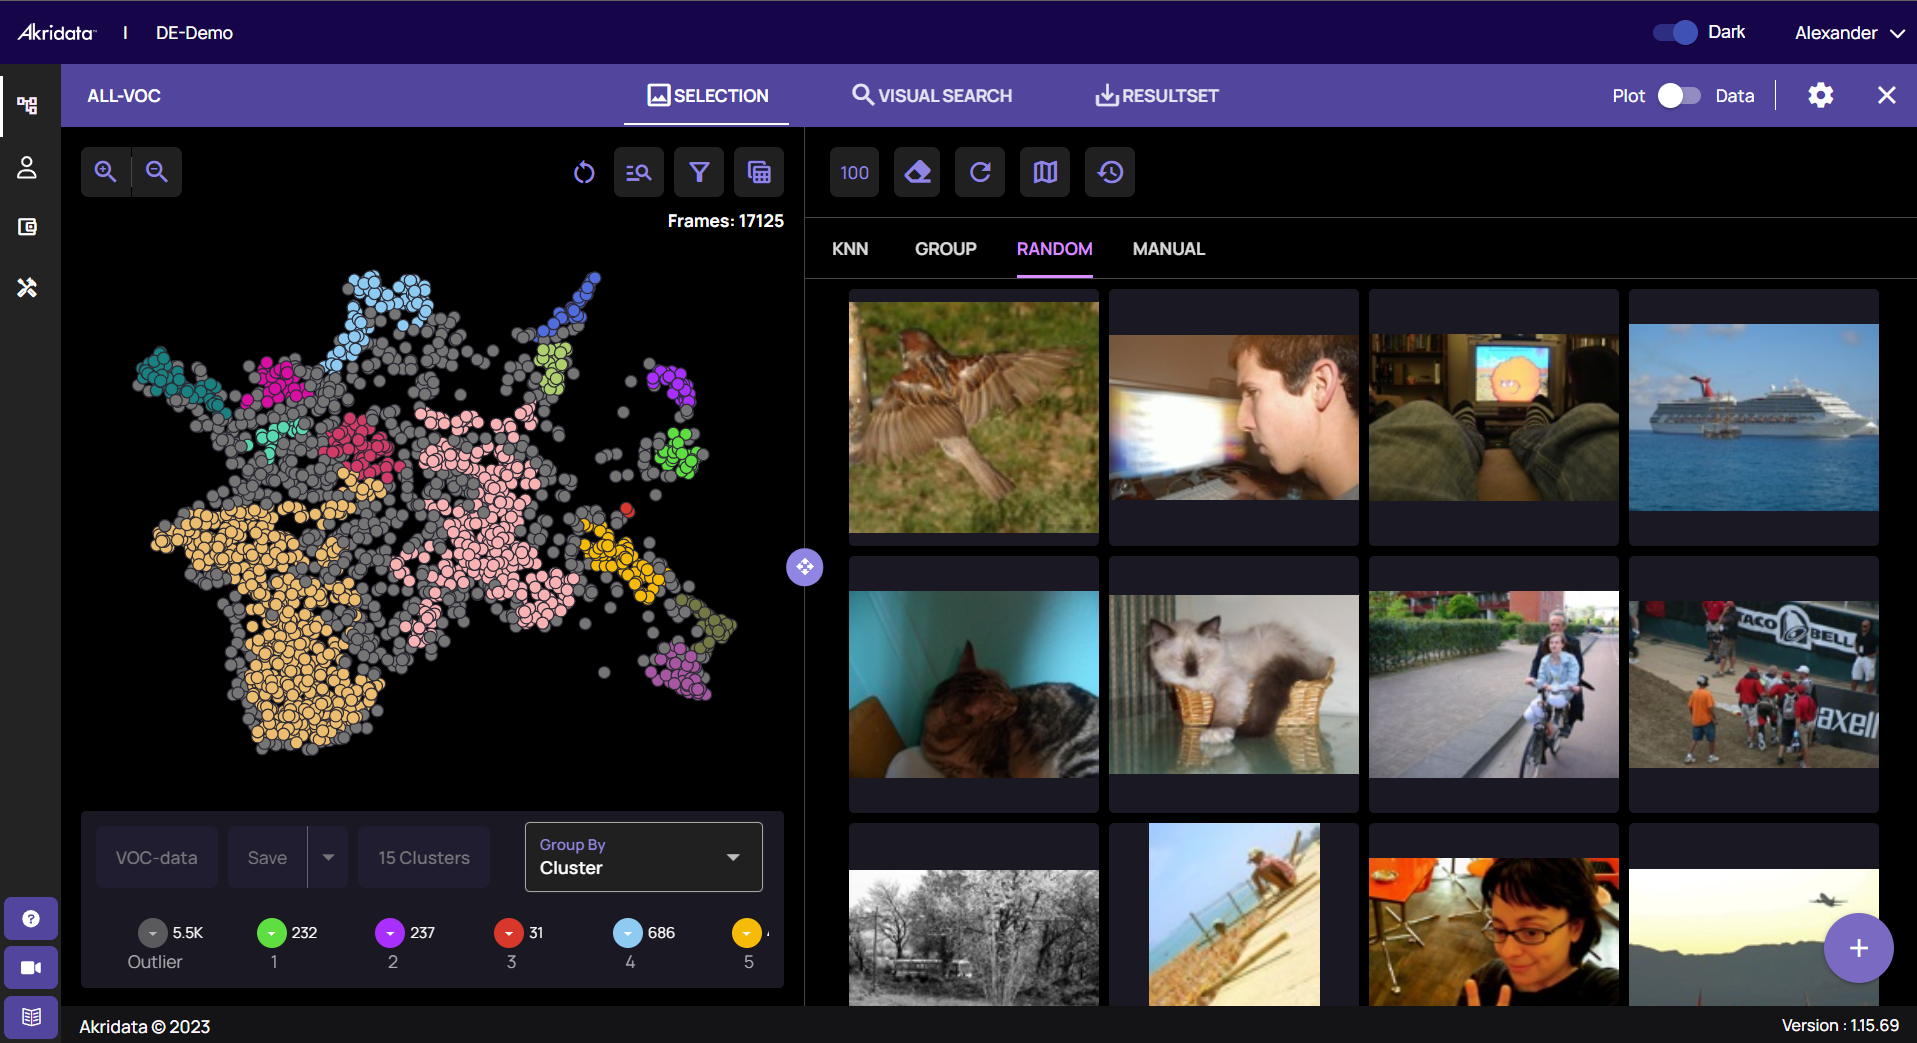 Akridata
DE-Demo
Dark
Alexander
ALL-VOC
SELECTION
VISUAL SEARCH
RESULTSET
Plot
Data
100
Frames: 17125
KNN
GROUP
RANDOM
MANUAL
TACO BELL
axell
VOC-data
Save
15 Clusters
Group By
Cluster
5.5K
232
237
31
686
Outlier
1
2
3
4
5
Akridata © 2023
Version : 1.15.69